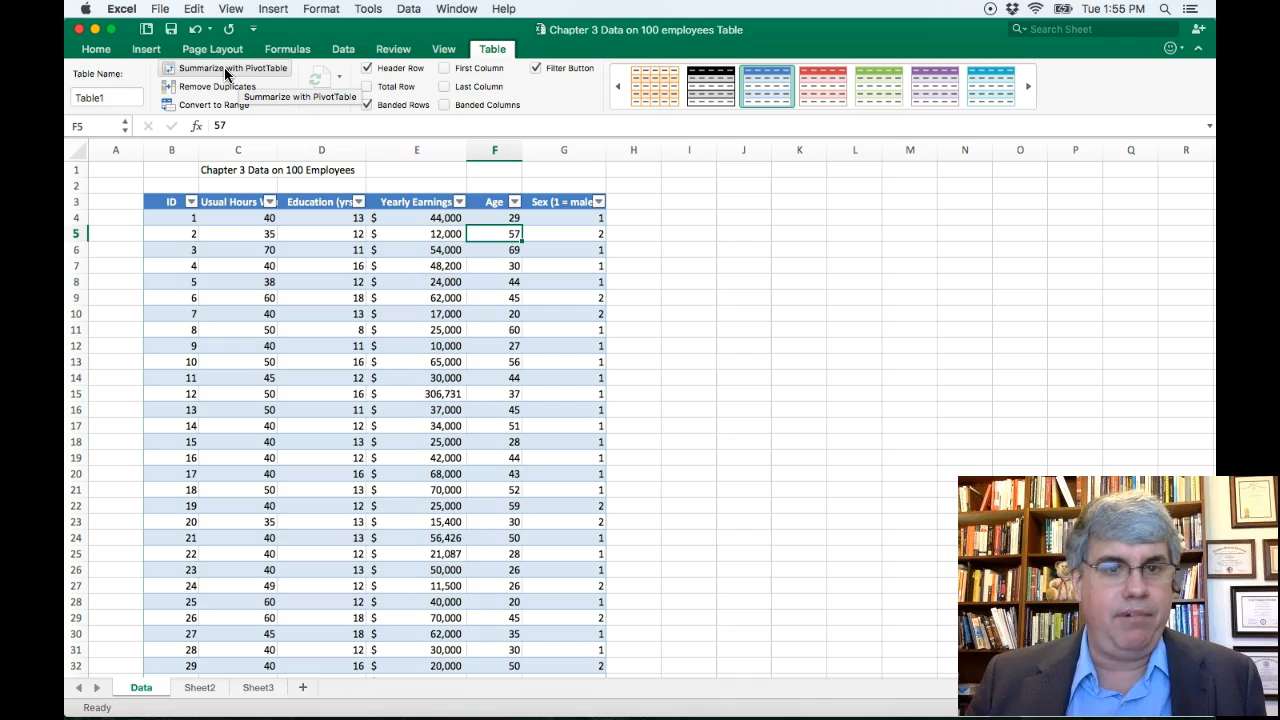 Excel File Edit View Insert Format Tools Data Window Help Tue 1:55 PM
Chapter 3 Data on 100 employees Table Search Sheet
Home Insert Page Layout Formulas Data Review View Table
Table Name: Table1
Summarize with PivotTable
Remove Duplicates
Summarize with PivotTable
Convert to Range
Header Row First Column Filter Button
Total Row Last Column
Banded Rows Banded Columns
F5 fx 57
A B C D E F G H I J K L M N O P Q R
1 Chapter 3 Data on 100 Employees
2
3 ID Usual Hours W Education (yrs Yearly Earnings Age Sex (1 = male
4 1 40 13 $ 44,000 29 1
5 2 35 12 $ 12,000 57 2
6 3 70 11 $ 54,000 69 1
7 4 40 16 $ 48,200 30 1
8 5 38 12 $ 24,000 44 1
9 6 60 18 $ 62,000 45 2
10 7 40 13 $ 17,000 20 2
11 8 50 8 $ 25,000 60 1
12 9 40 11 $ 10,000 27 1
13 10 50 16 $ 65,000 56 1
14 11 45 12 $ 30,000 44 1
15 12 50 16 $ 306,731 37 1
16 13 50 11 $ 37,000 45 1
17 14 40 12 $ 34,000 51 1
18 15 40 13 $ 25,000 28 1
19 16 40 12 $ 42,000 44 1
20 17 40 16 $ 68,000 43 1
21 18 50 13 $ 70,000 52 1
22 19 40 12 $ 25,000 59 2
23 20 35 13 $ 15,400 30 2
24 21 40 13 $ 56,426 50 1
25 22 40 12 $ 21,087 28 1
26 23 40 13 $ 50,000 26 1
27 24 49 12 $ 11,500 26 2
28 25 60 12 $ 40,000 20 1
29 26 60 18 $ 70,000 45 2
30 27 45 18 $ 62,000 35 1
31 28 40 12 $ 30,000 30 1
32 29 40 16 $ 20,000 50 2
Data Sheet2 Sheet3 +
Ready